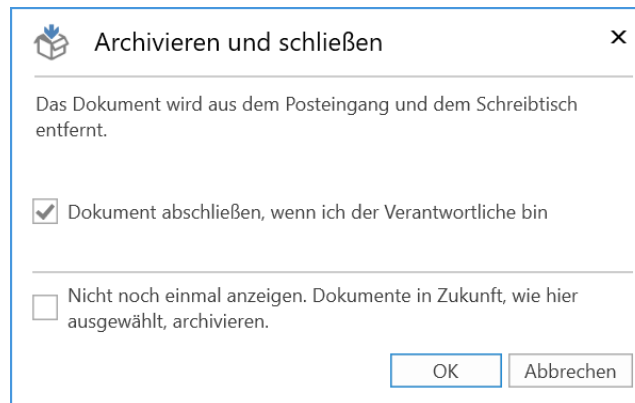 Archivieren und schließen
Das Dokument wird aus dem Posteingang und dem Schreibtisch
entfernt.
Dokument abschließen, wenn ich der Verantwortliche bin
Nicht noch einmal anzeigen. Dokumente in Zukunft, wie hier
ausgewählt, archivieren.
OK Abbrechen